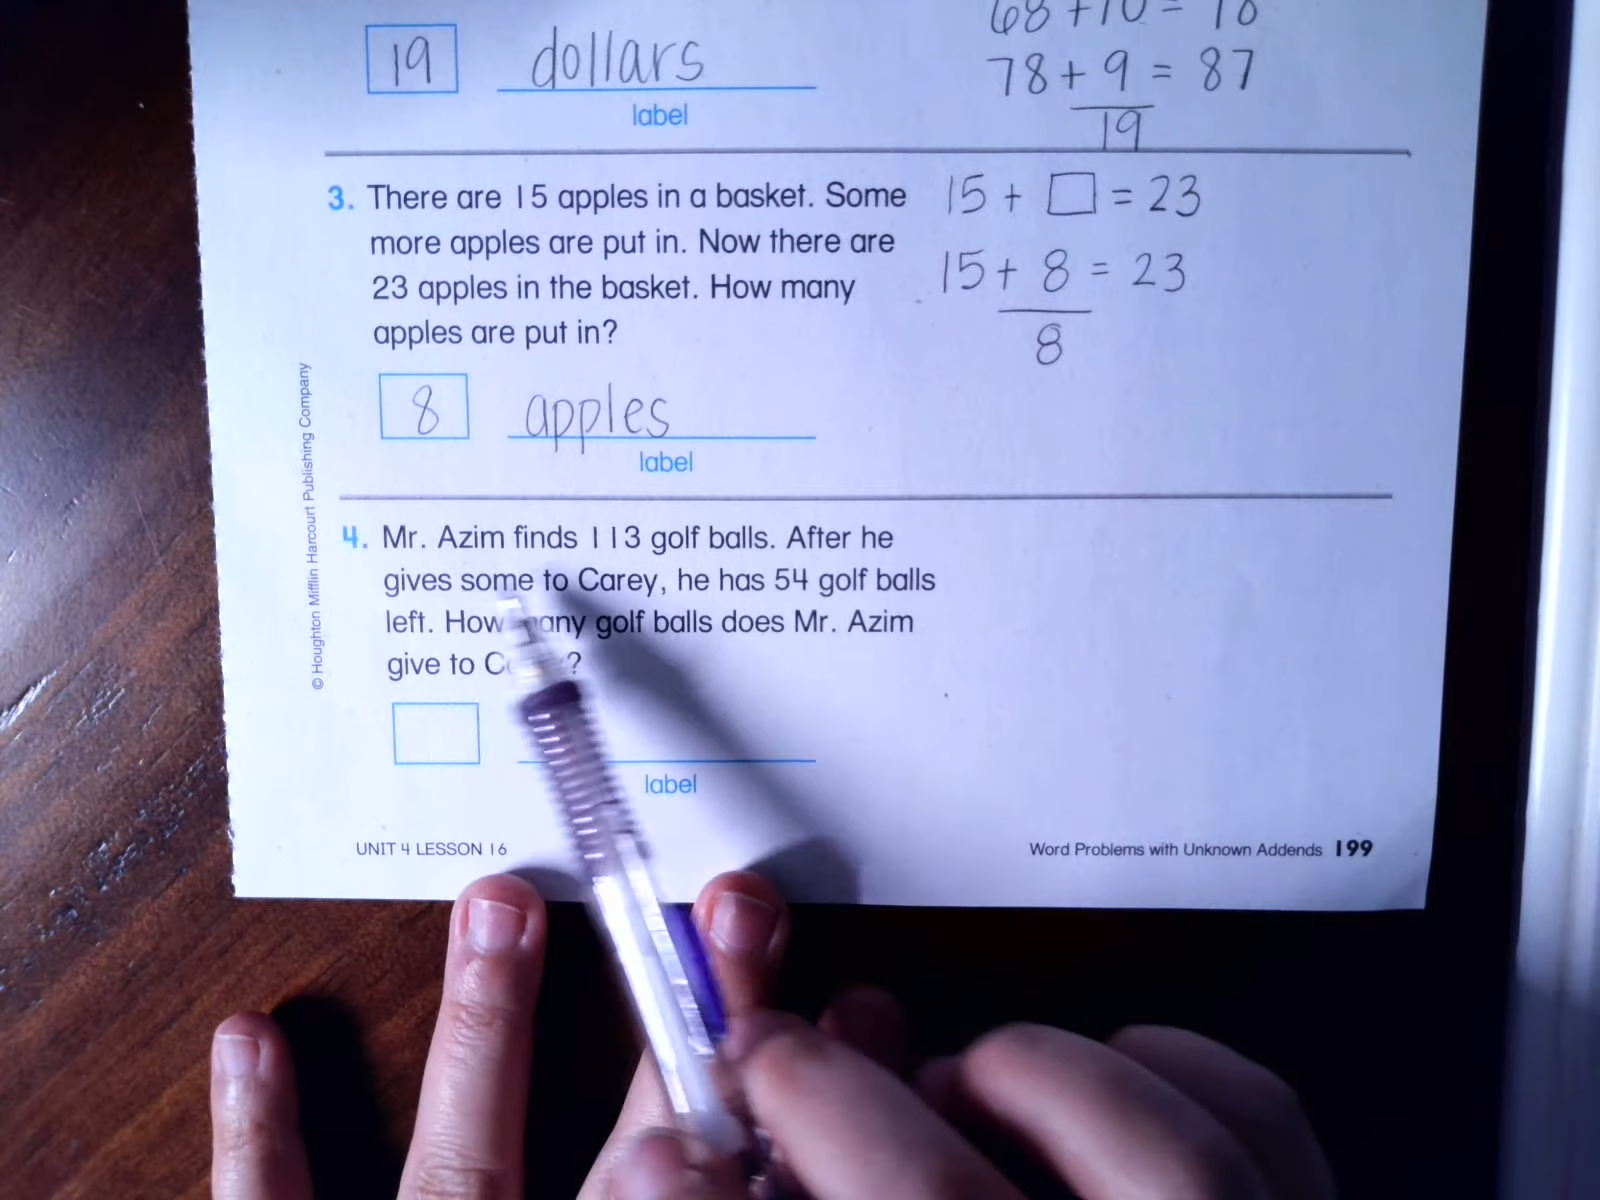 68 + 10 = 78
19 dollars
78 + 9 = 87
label
19
3. There are 15 apples in a basket. Some
more apples are put in. Now there are
23 apples in the basket. How many
apples are put in?
15 + □ = 23
15 + 8 = 23
8
8 apples
label
4. Mr. Azim finds 113 golf balls. After he
gives some to Carey, he has 54 golf balls
left. How golf balls does Mr. Azim
give to
label
© Houghton Mifflin Harcourt Publishing Company
UNIT 4 LESSON 16
Word Problems with Unknown Addends 199